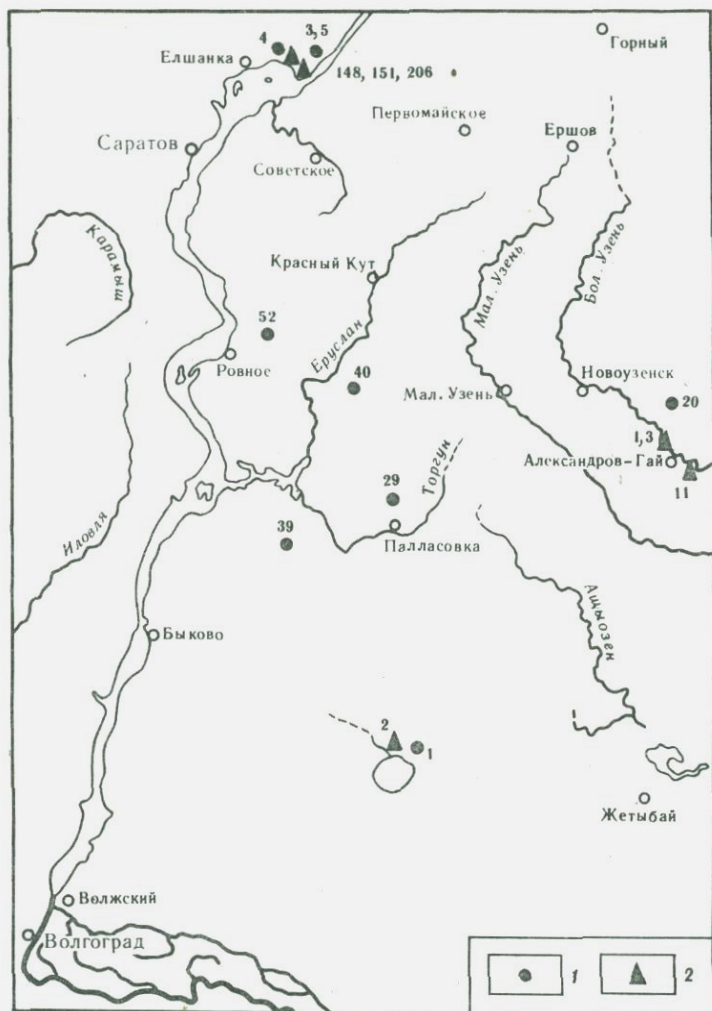 4
3,5
Горный
Елшанка
148, 151, 206
Первомайское
Ершов
Саратов
Советское
Карамыт
Красный Кут
Мал. Узень
Бол. Узень
52
Ровное
Еруслан
40
Мал. Узень
Новоузенск
20
1,3
Александров-Гай
11
29
Торгун
Палласовка
39
Иловля
Быково
Ащыозен
2
1
Жетыбай
Волжский
Волгоград
1
2